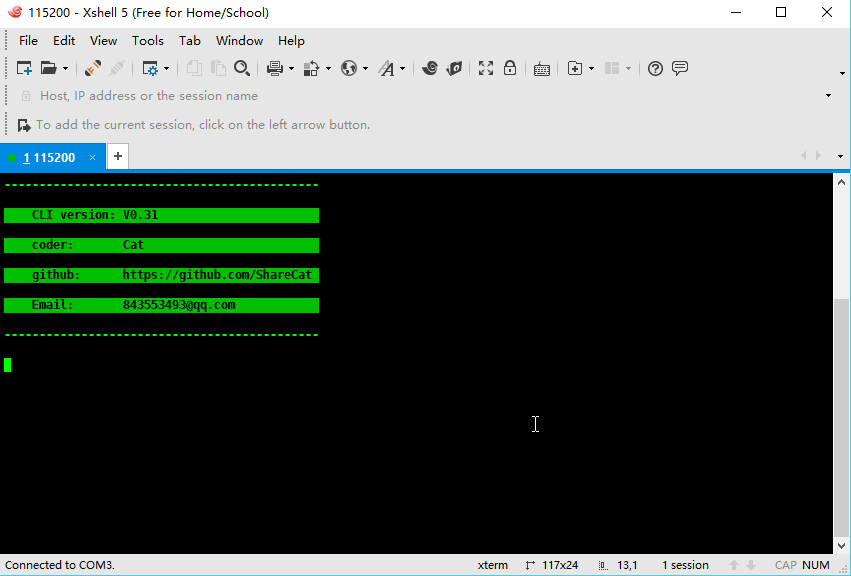 115200 - Xshell 5 (Free for Home/School)
File Edit View Tools Tab Window Help
Host, IP address or the session name
To add the current session, click on the left arrow button.
1 115200 × +
---------------------------------------------
CLI version: V0.31
coder: Cat
github: https://github.com/ShareCat
Email: 843553493@qq.com
---------------------------------------------
Connected to COM3. xterm 117x24 13,1 1 session CAP NUM